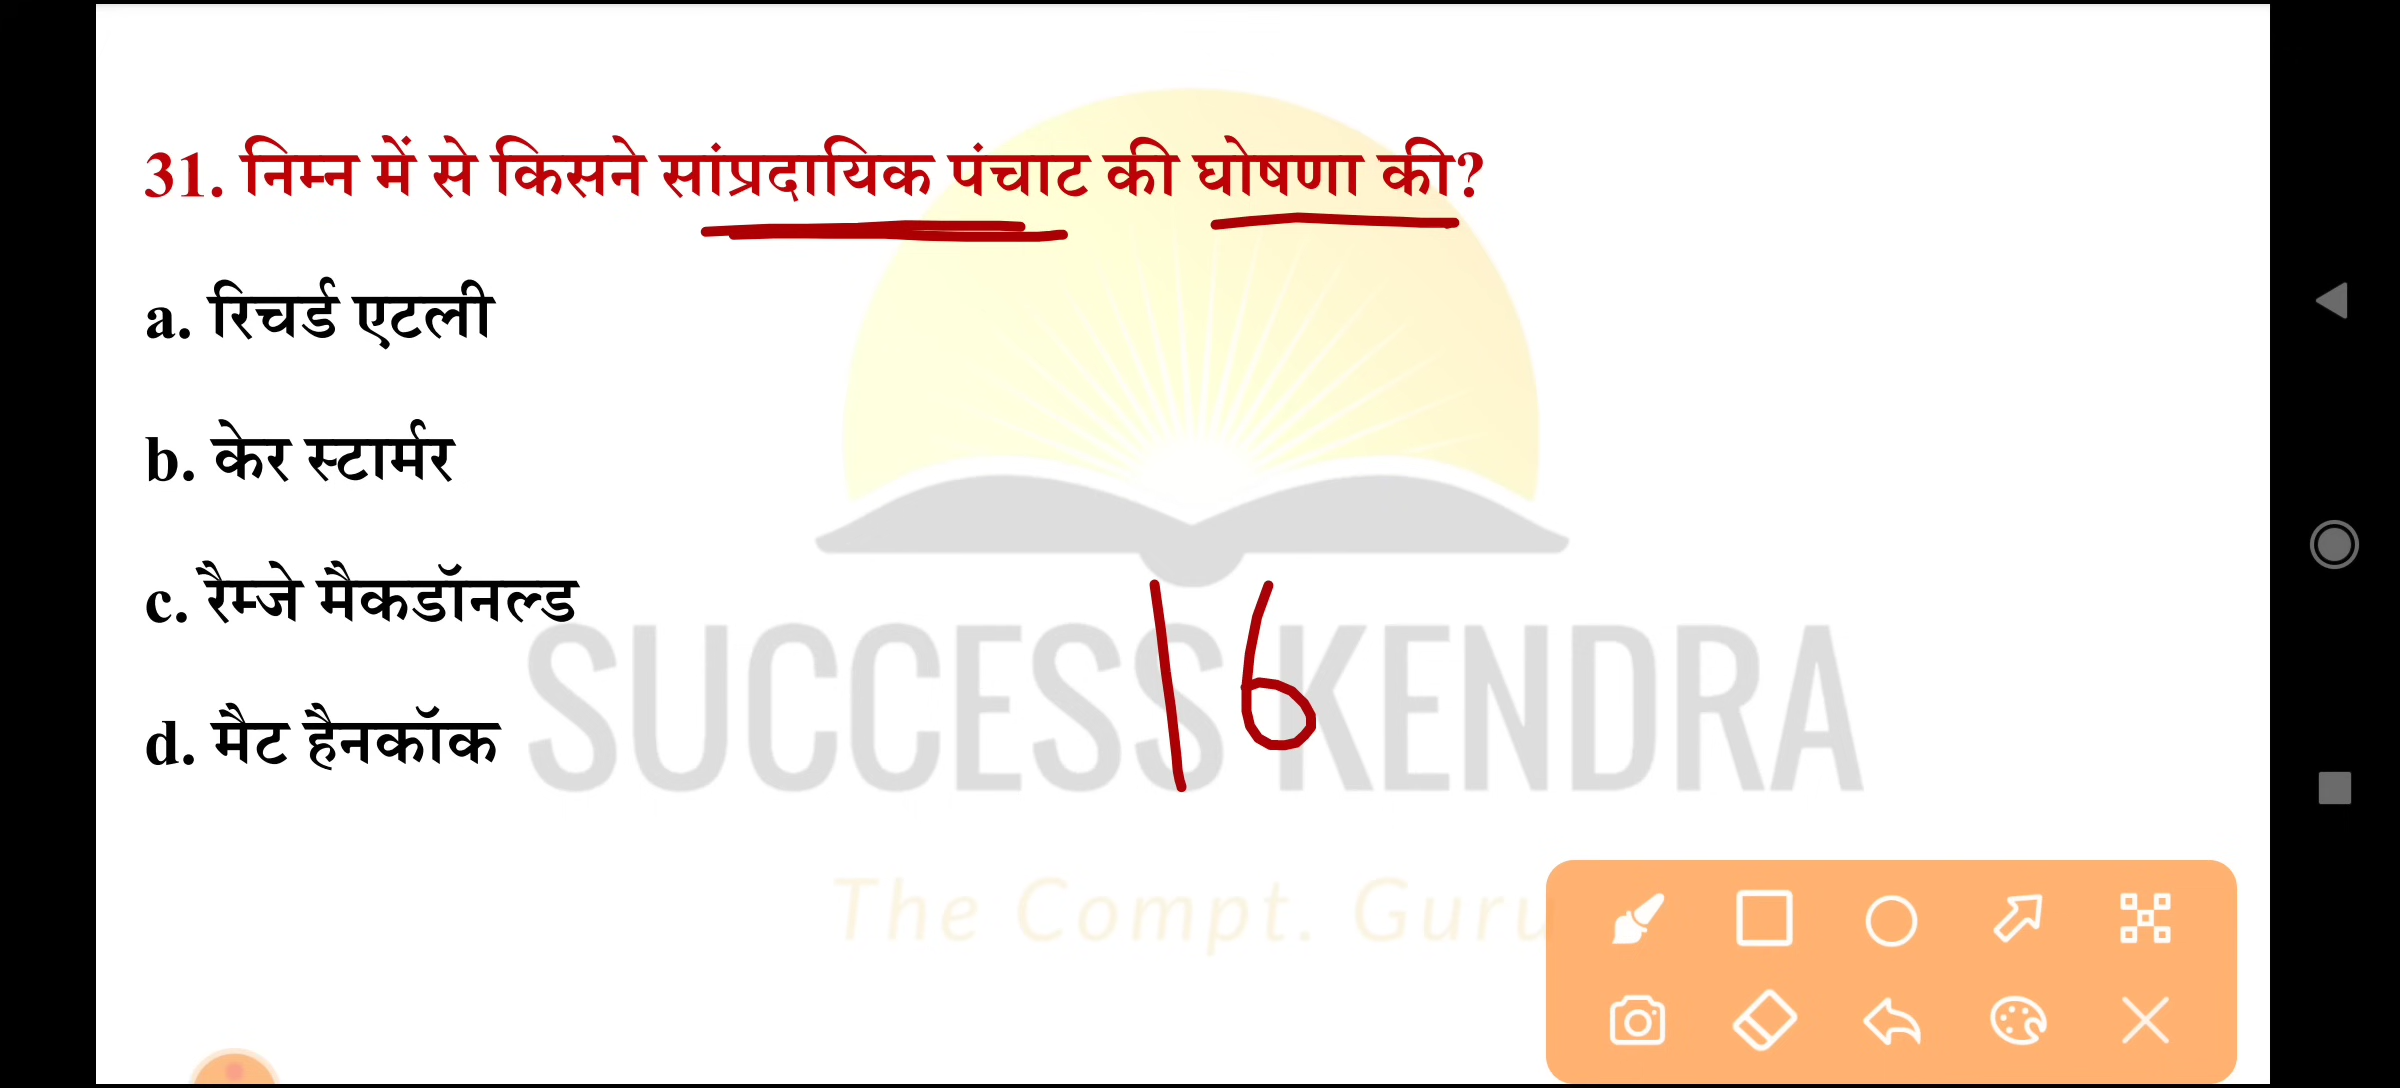 31. निम्न में से किसने सांप्रदायिक पंचाट की घोषणा की?
a. रिचर्ड एटली
b. केर स्टार्मर
c. रैम्जे मैकडॉनल्ड
d. मैट हैनकॉक
16
SUCCESS KENDRA
The Compt. Guru